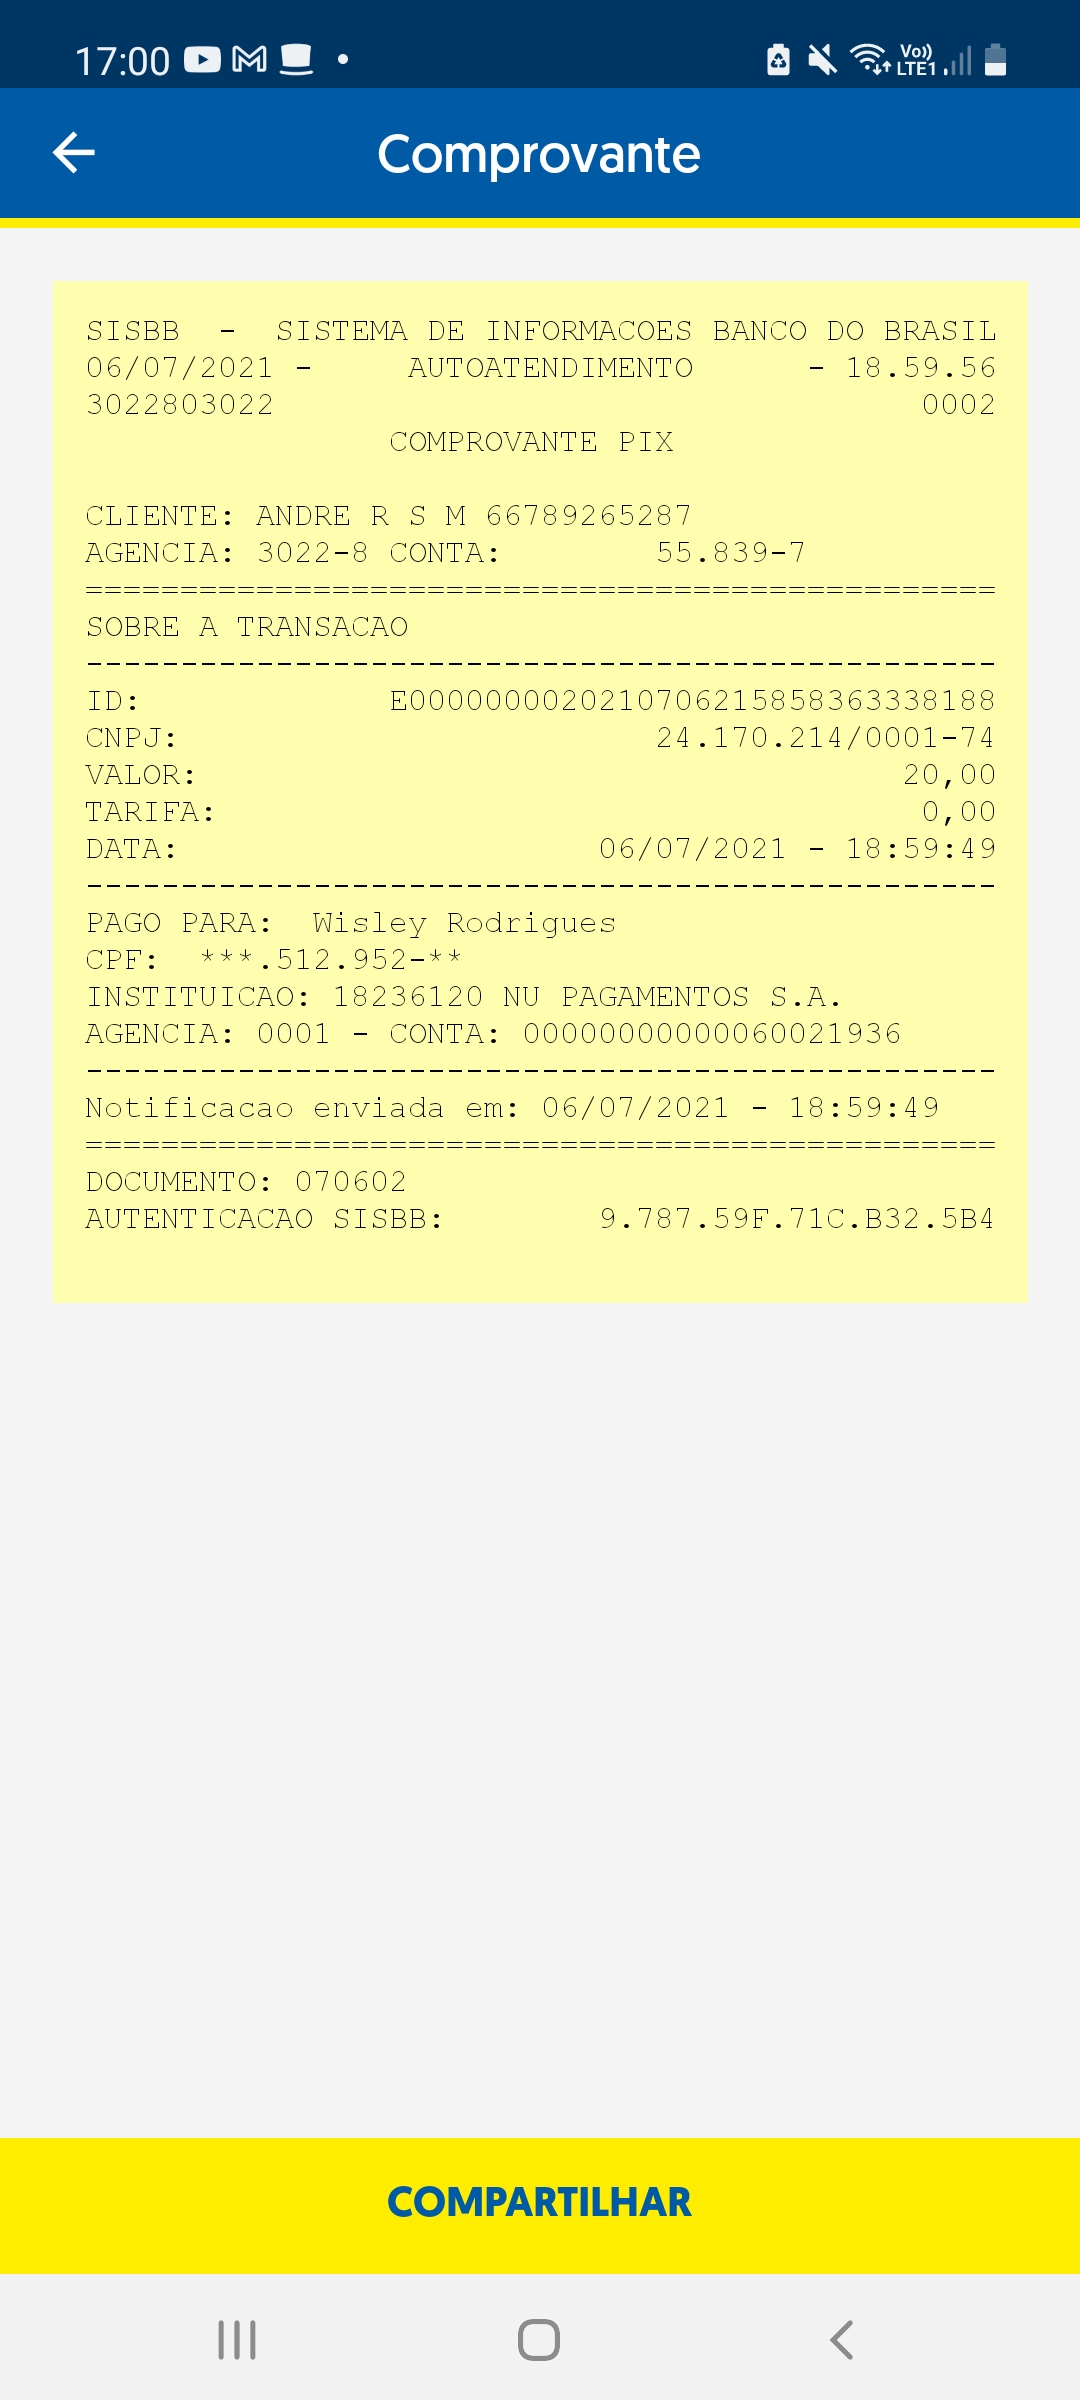 17:00 Vo)) LTE1
Comprovante
SISBB - SISTEMA DE INFORMACOES BANCO DO BRASIL
06/07/2021 - AUTOATENDIMENTO - 18.59.56
3022803022 0002
COMPROVANTE PIX
CLIENTE: ANDRE R S M 66789265287
AGENCIA: 3022-8 CONTA: 55.839-7
================================================
SOBRE A TRANSACAO
------------------------------------------------
ID: E00000000202107062158583633338188
CNPJ: 24.170.214/0001-74
VALOR: 20,00
TARIFA: 0,00
DATA: 06/07/2021 - 18:59:49
------------------------------------------------
PAGO PARA: Wisley Rodrigues
CPF: ***.512.952-**
INSTITUICAO: 18236120 NU PAGAMENTOS S.A.
AGENCIA: 0001 - CONTA: 00000000000060021936
------------------------------------------------
Notificacao enviada em: 06/07/2021 - 18:59:49
================================================
DOCUMENTO: 070602
AUTENTICACAO SISBB: 9.787.59F.71C.B32.5B4
COMPARTILHAR